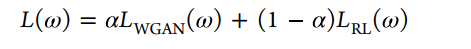 L(ω) = αL_WGAN(ω) + (1 − α)L_RL(ω)